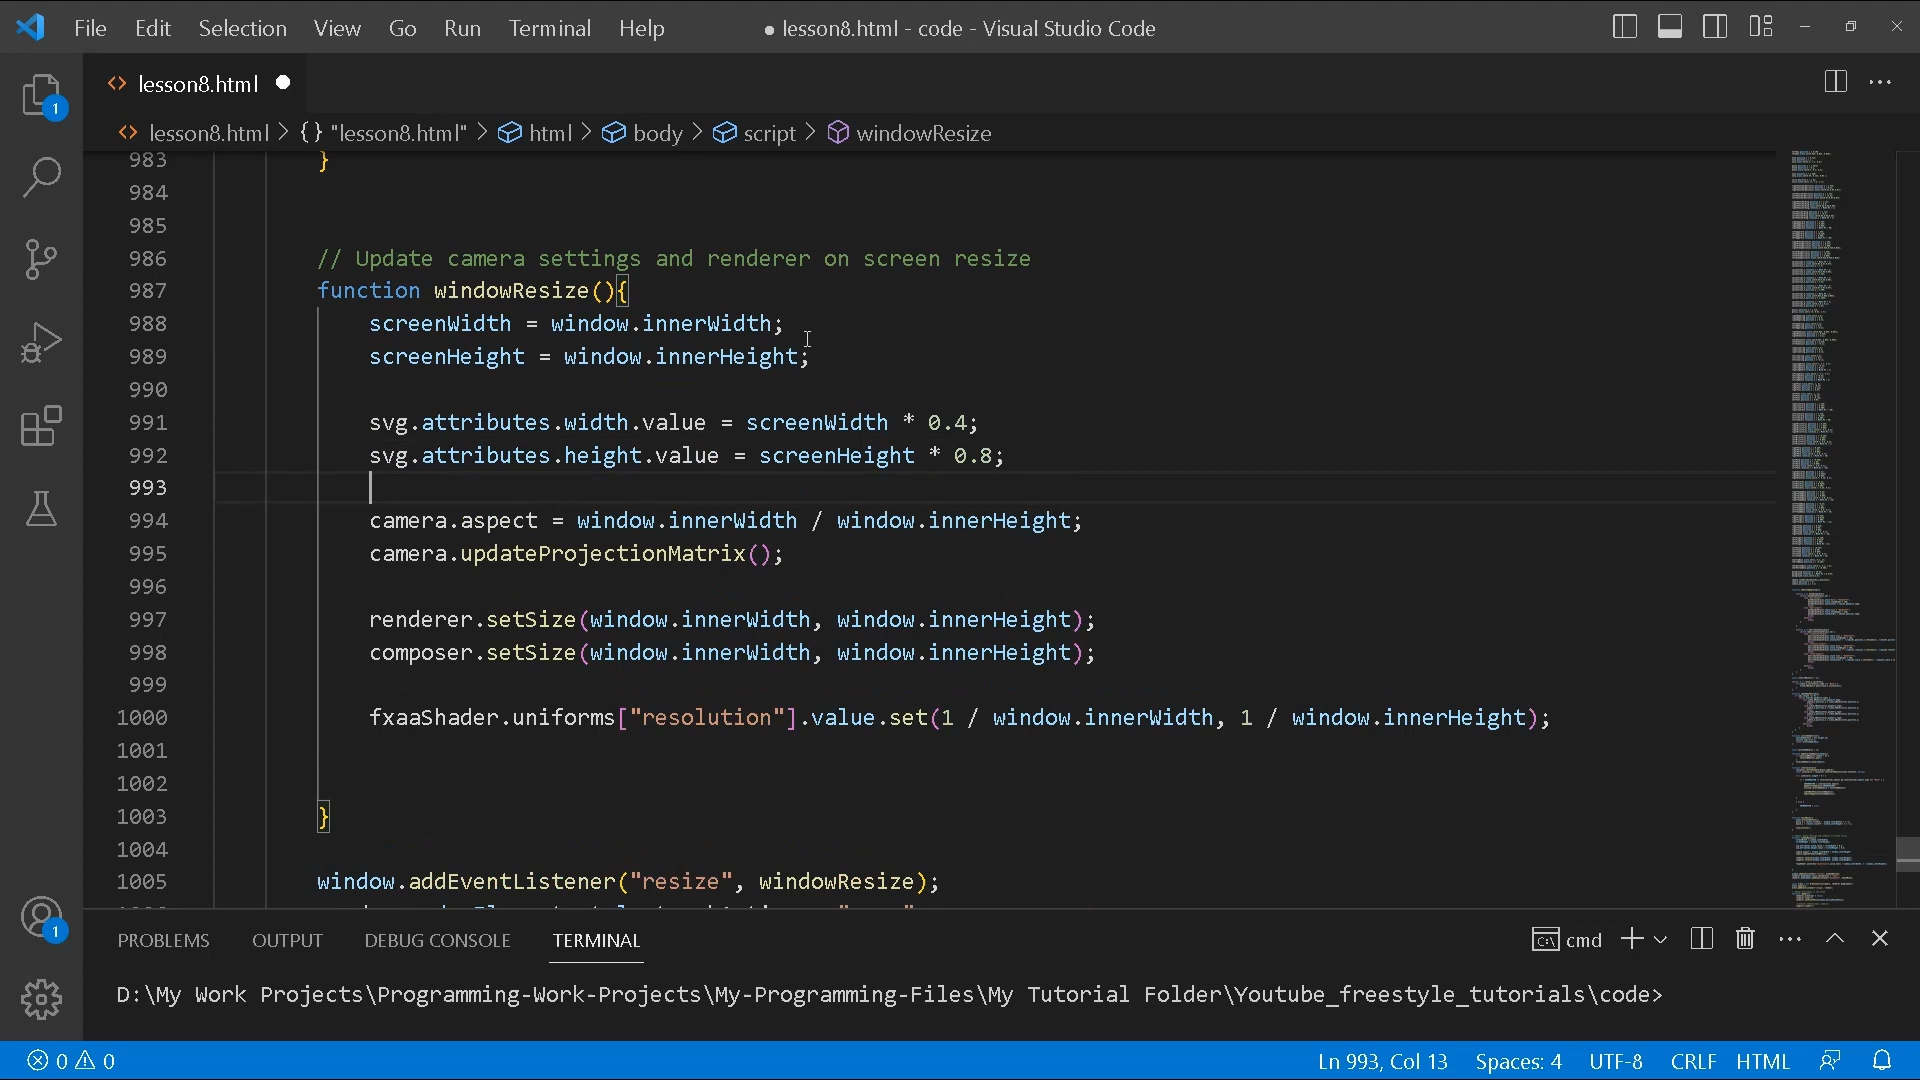 File Edit Selection View Go Run Terminal Help ● lesson8.html - code - Visual Studio Code
lesson8.html
1
lesson8.html > {} "lesson8.html" > html > body > script > windowResize
983 }
984
985
986 // Update camera settings and renderer on screen resize
987 function windowResize(){
988 screenWidth = window.innerWidth;
989 screenHeight = window.innerHeight;
990
991 svg.attributes.width.value = screenWidth * 0.4;
992 svg.attributes.height.value = screenHeight * 0.8;
993
994 camera.aspect = window.innerWidth / window.innerHeight;
995 camera.updateProjectionMatrix();
996
997 renderer.setSize(window.innerWidth, window.innerHeight);
998 composer.setSize(window.innerWidth, window.innerHeight);
999
1000 fxaaShader.uniforms["resolution"].value.set(1 / window.innerWidth, 1 / window.innerHeight);
1001
1002
1003 }
1004
1005 window.addEventListener("resize", windowResize);
1
PROBLEMS OUTPUT DEBUG CONSOLE TERMINAL cmd
D:\My Work Projects\Programming-Work-Projects\My-Programming-Files\My Tutorial Folder\Youtube_freestyle_tutorials\code>
0 0 Ln 993, Col 13 Spaces: 4 UTF-8 CRLF HTML